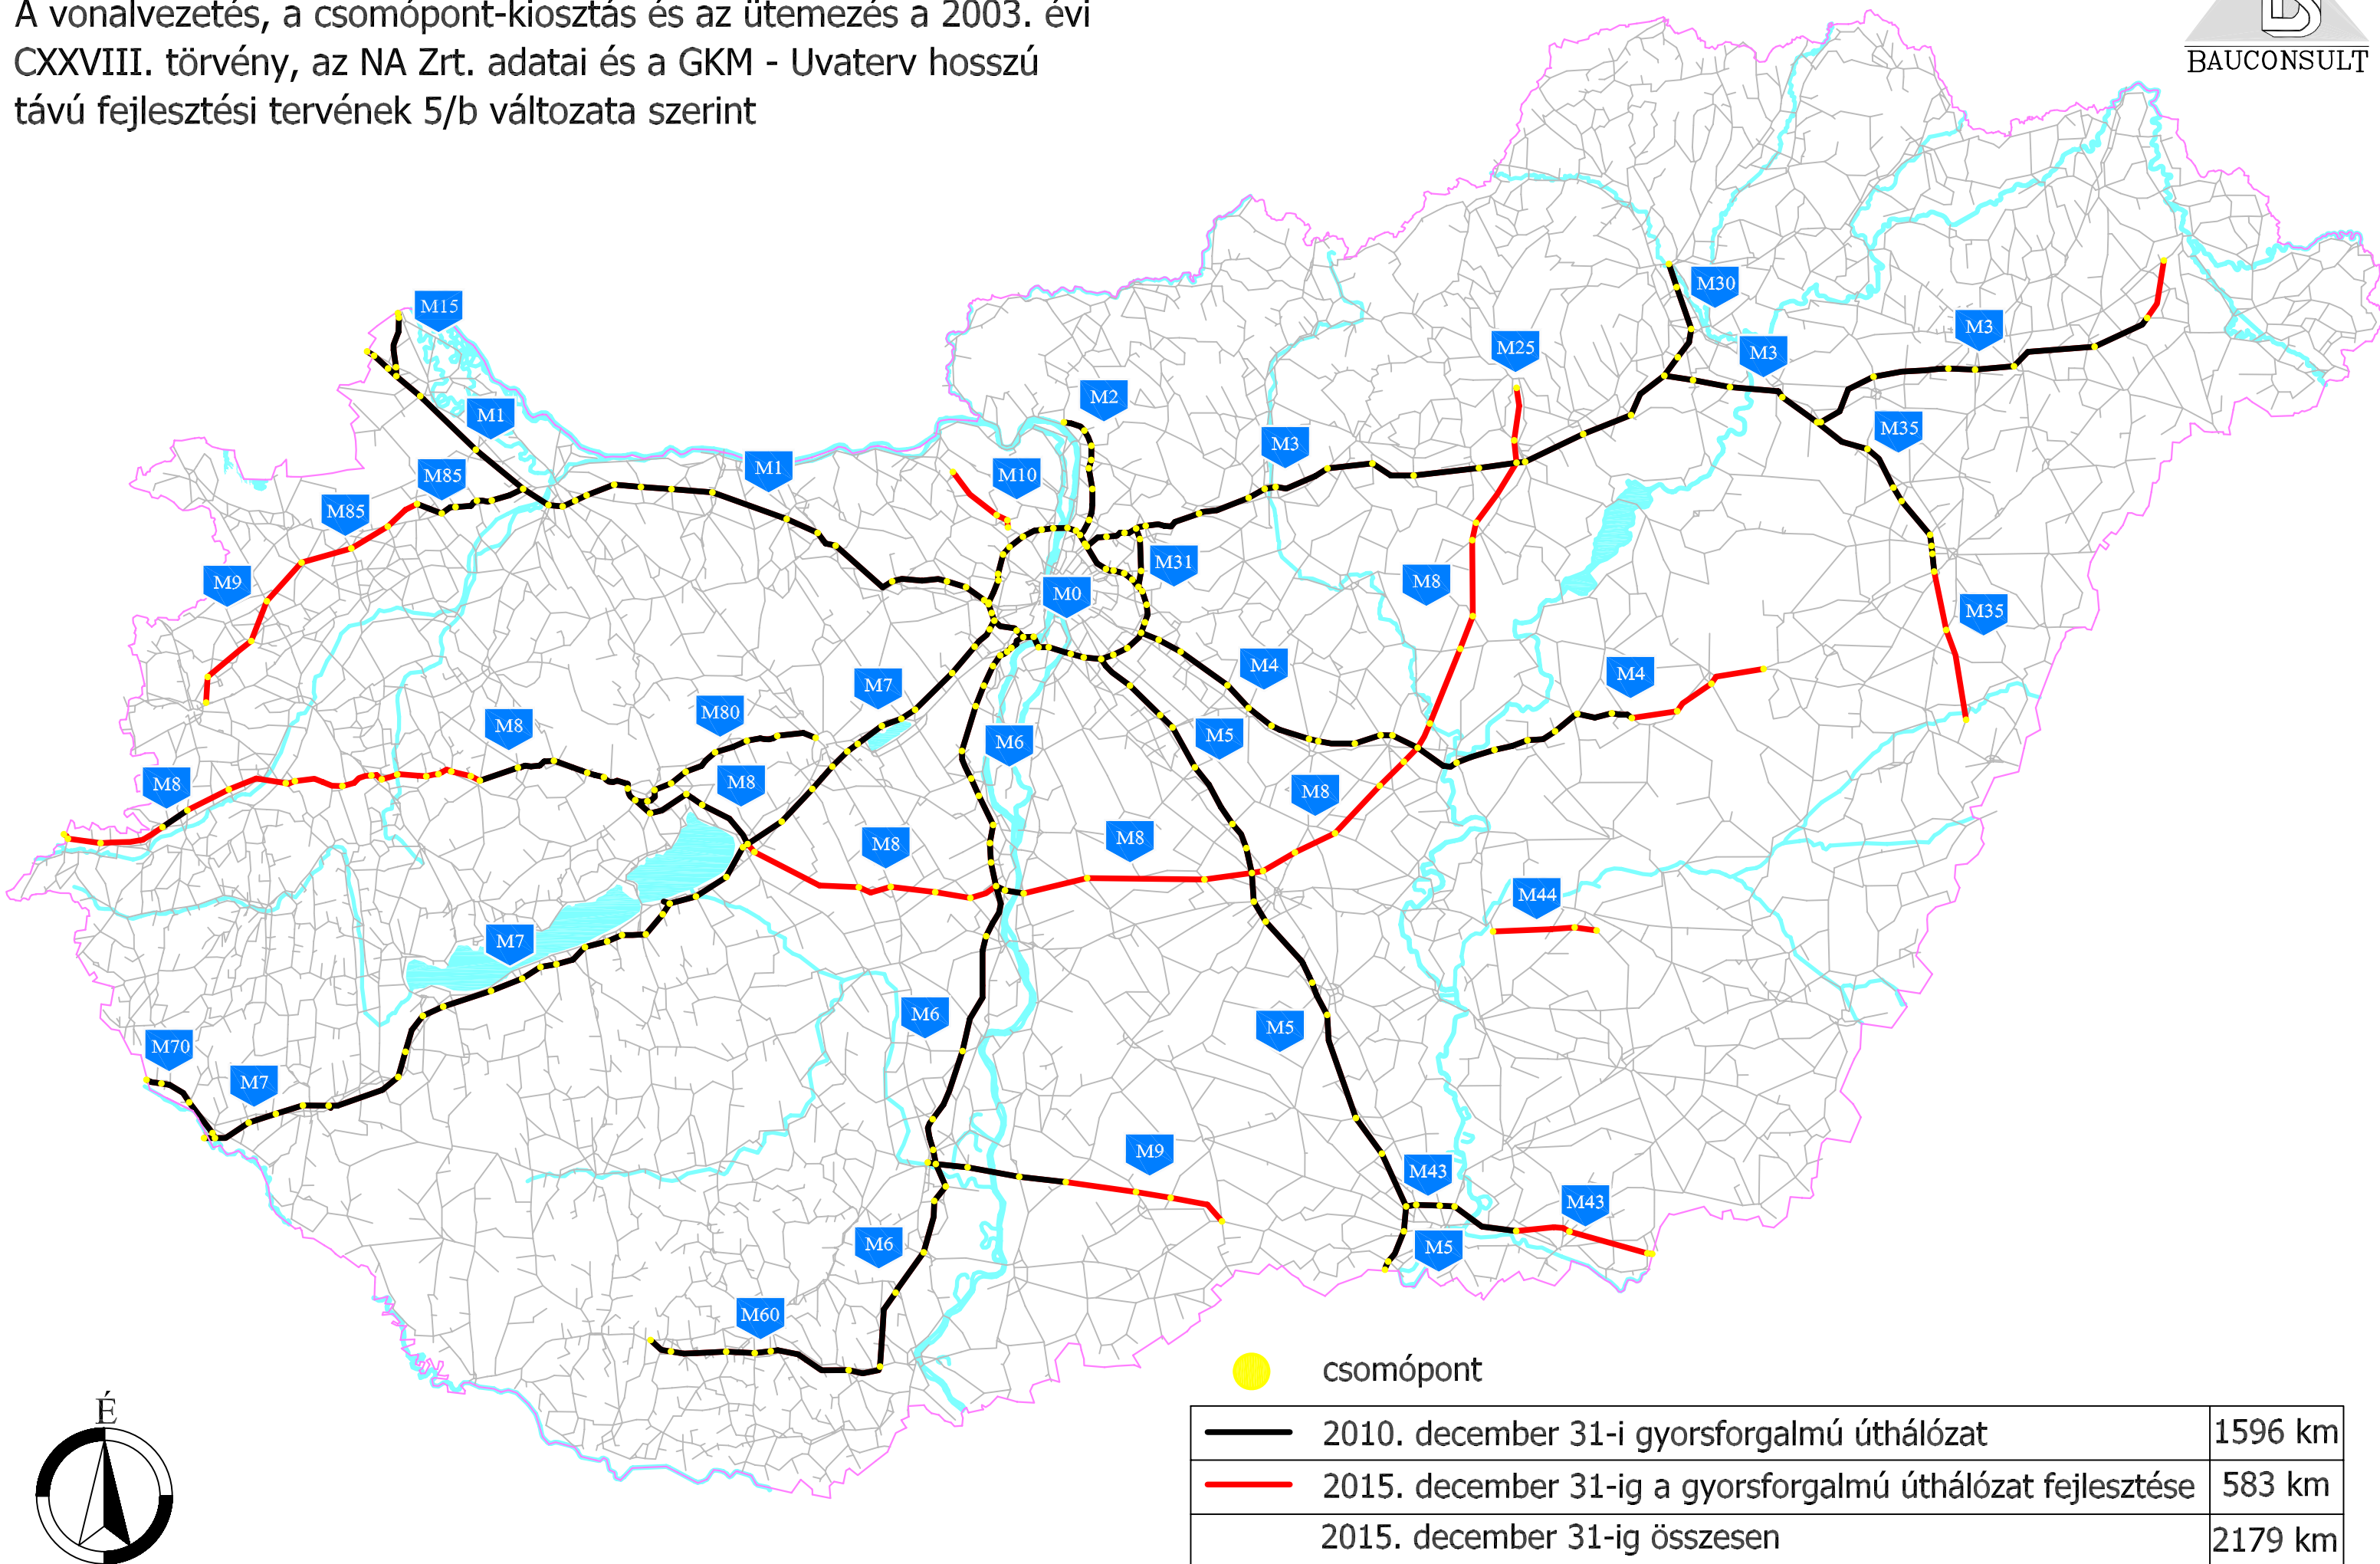 A vonalvezetés, a csomópont-kiosztás és az ütemezés a 2003. évi
CXXVIII. törvény, az NA Zrt. adatai és a GKM - Uvaterv hosszú
távú fejlesztési tervének 5/b változata szerint
BAUCONSULT
M30
M15
M3
M25
M3
M2
M1
M35
M3
M1
M10
M85
M85
M31
M9
M8
M0
M35
M4
M4
M7
M80
M8
M5
M6
M8
M8
M8
M8
M8
M44
M7
M6
M5
M70
M7
M9
M43
M43
M6
M5
M60
É
csomópont
2010. december 31-i gyorsforgalmú úthálózat 1596 km
2015. december 31-ig a gyorsforgalmú úthálózat fejlesztése 583 km
2015. december 31-ig összesen 2179 km